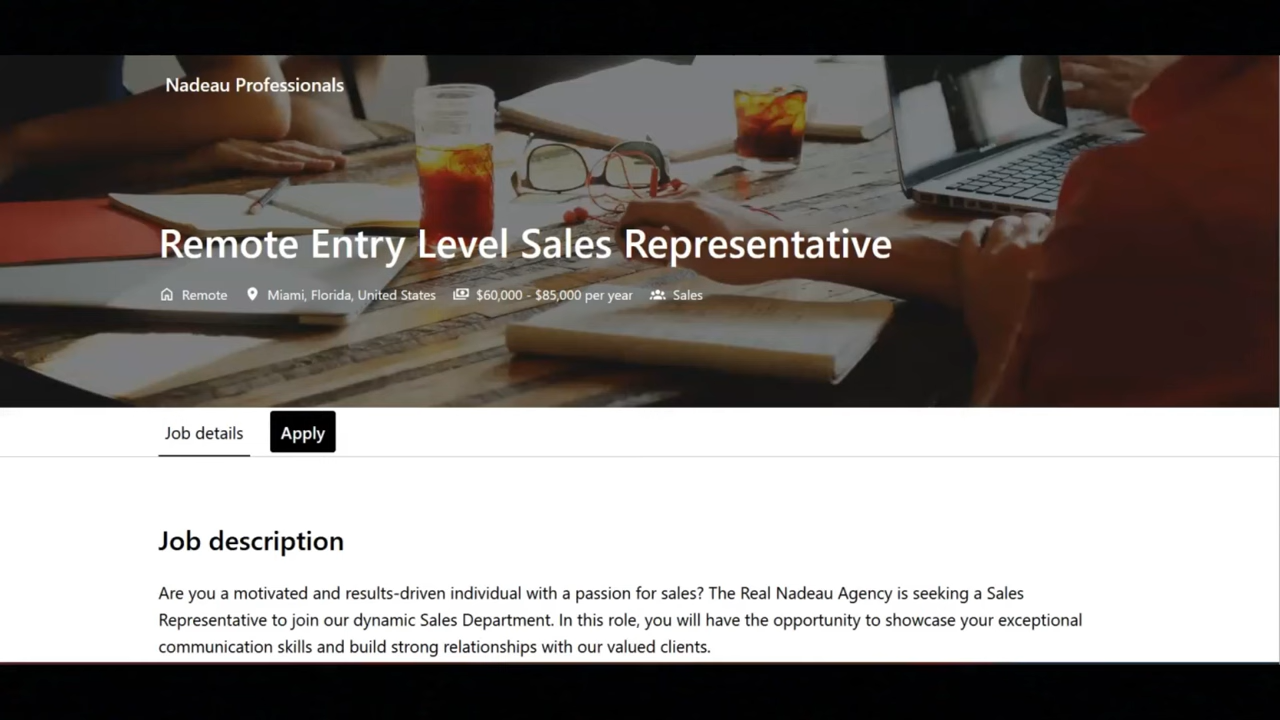 Nadeau Professionals
Remote Entry Level Sales Representative
Remote Miami, Florida, United States $60,000 - $85,000 per year Sales
Job details Apply
Job description
Are you a motivated and results-driven individual with a passion for sales? The Real Nadeau Agency is seeking a Sales
Representative to join our dynamic Sales Department. In this role, you will have the opportunity to showcase your exceptional
communication skills and build strong relationships with our valued clients.